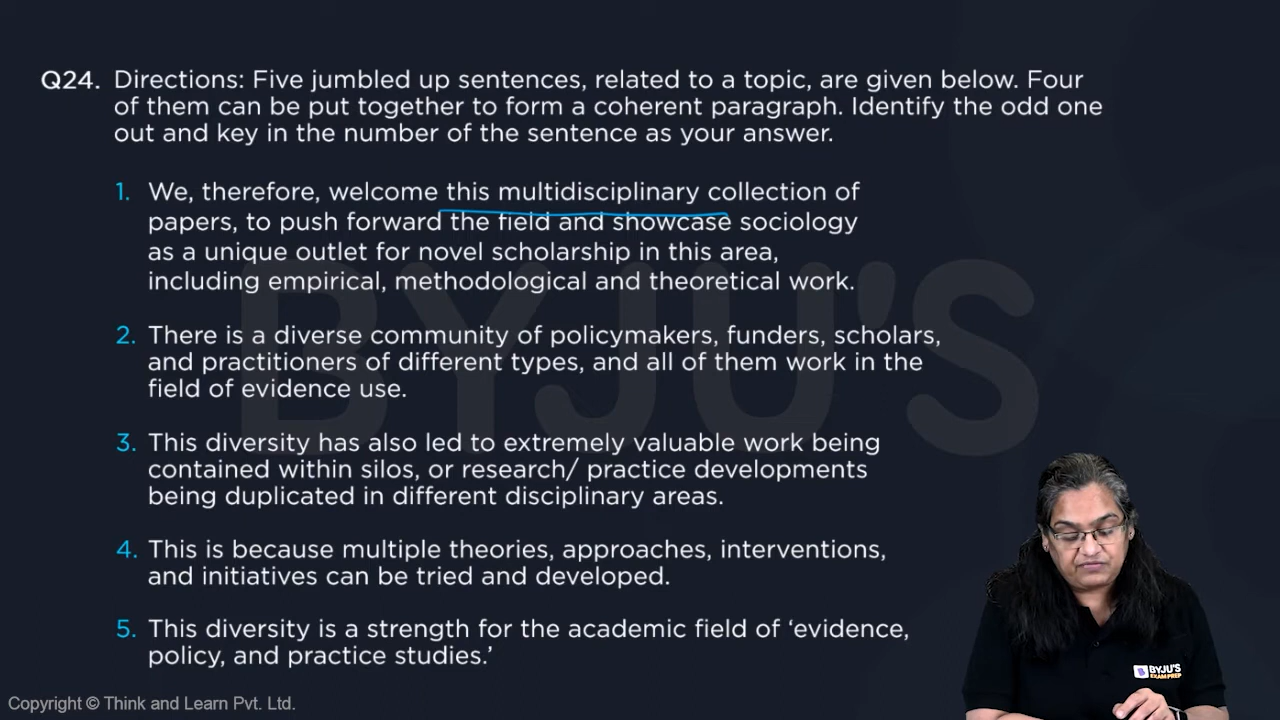 Q24. Directions: Five jumbled up sentences, related to a topic, are given below. Four
of them can be put together to form a coherent paragraph. Identify the odd one
out and key in the number of the sentence as your answer.
1. We, therefore, welcome this multidisciplinary collection of
papers, to push forward the field and showcase sociology
as a unique outlet for novel scholarship in this area,
including empirical, methodological and theoretical work.
2. There is a diverse community of policymakers, funders, scholars,
and practitioners of different types, and all of them work in the
field of evidence use.
3. This diversity has also led to extremely valuable work being
contained within silos, or research/ practice developments
being duplicated in different disciplinary areas.
4. This is because multiple theories, approaches, interventions,
and initiatives can be tried and developed.
5. This diversity is a strength for the academic field of ‘evidence,
policy, and practice studies.’
BYJU'S
BYJU'S
EXAM PREP
Copyright © Think and Learn Pvt. Ltd.